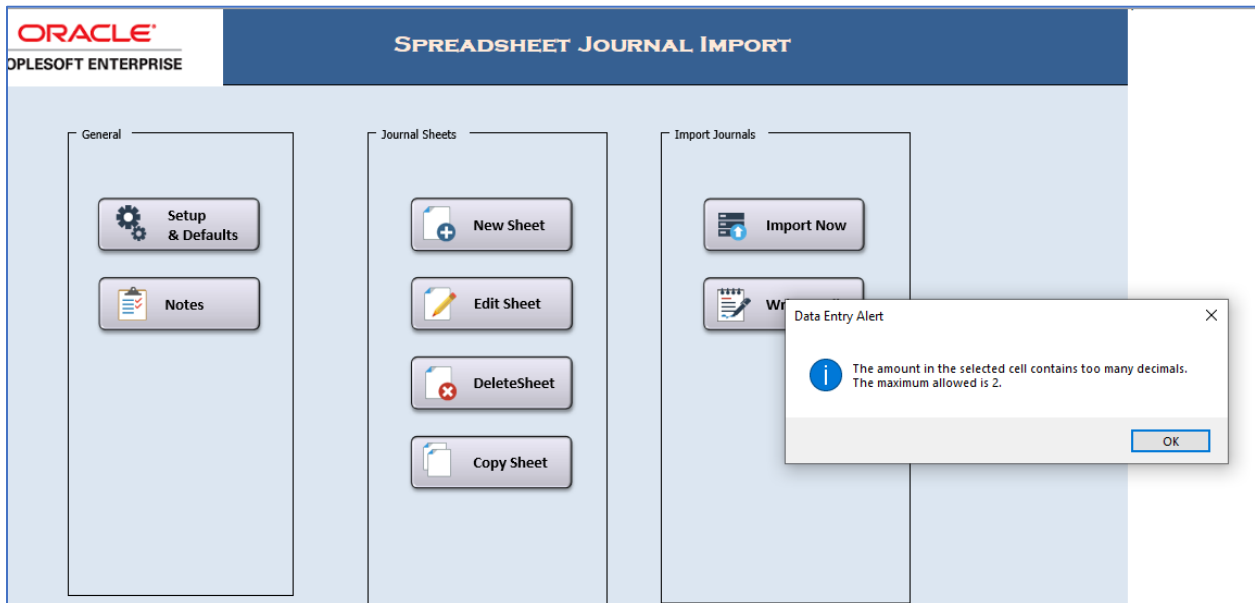 ORACLE
OPLESOFT ENTERPRISE
SPREADSHEET JOURNAL IMPORT
General
Setup
& Defaults
Notes
Journal Sheets
New Sheet
Edit Sheet
DeleteSheet
Copy Sheet
Import Journals
Import Now
Data Entry Alert
The amount in the selected cell contains too many decimals.
The maximum allowed is 2.
OK